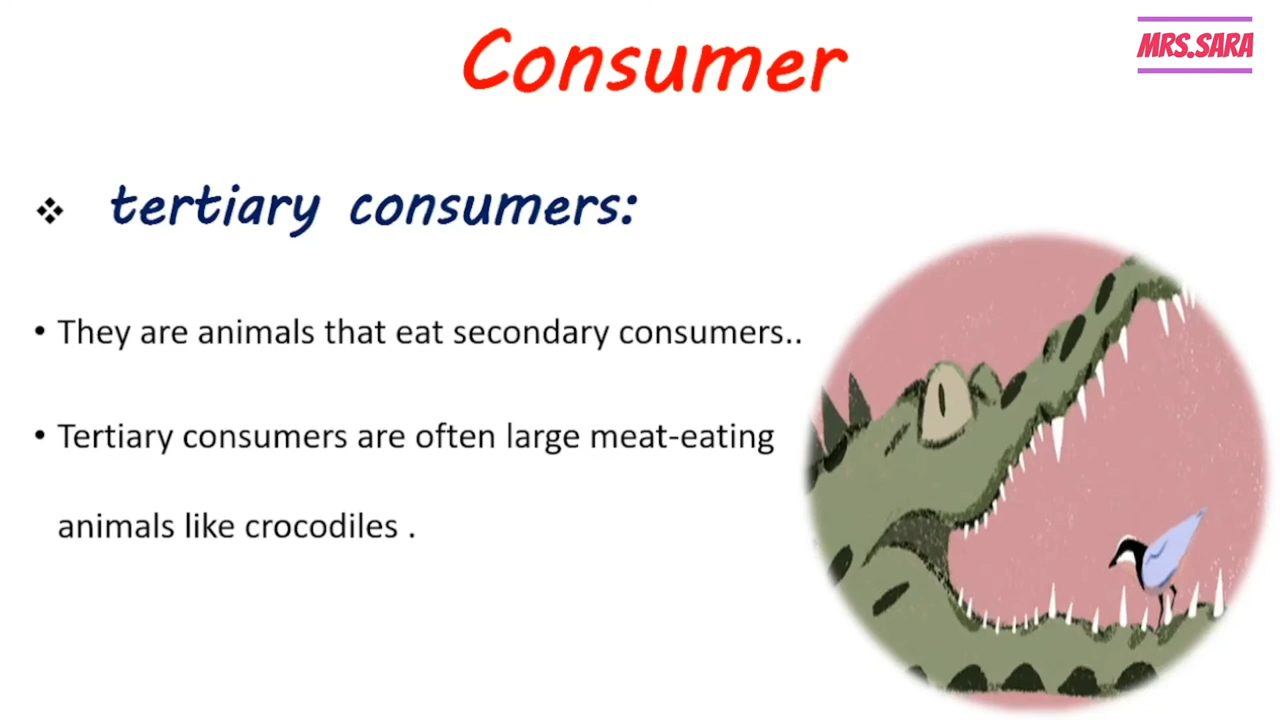 Consumer
MRS.SARA
❖ tertiary consumers:
• They are animals that eat secondary consumers..
• Tertiary consumers are often large meat-eating
animals like crocodiles .